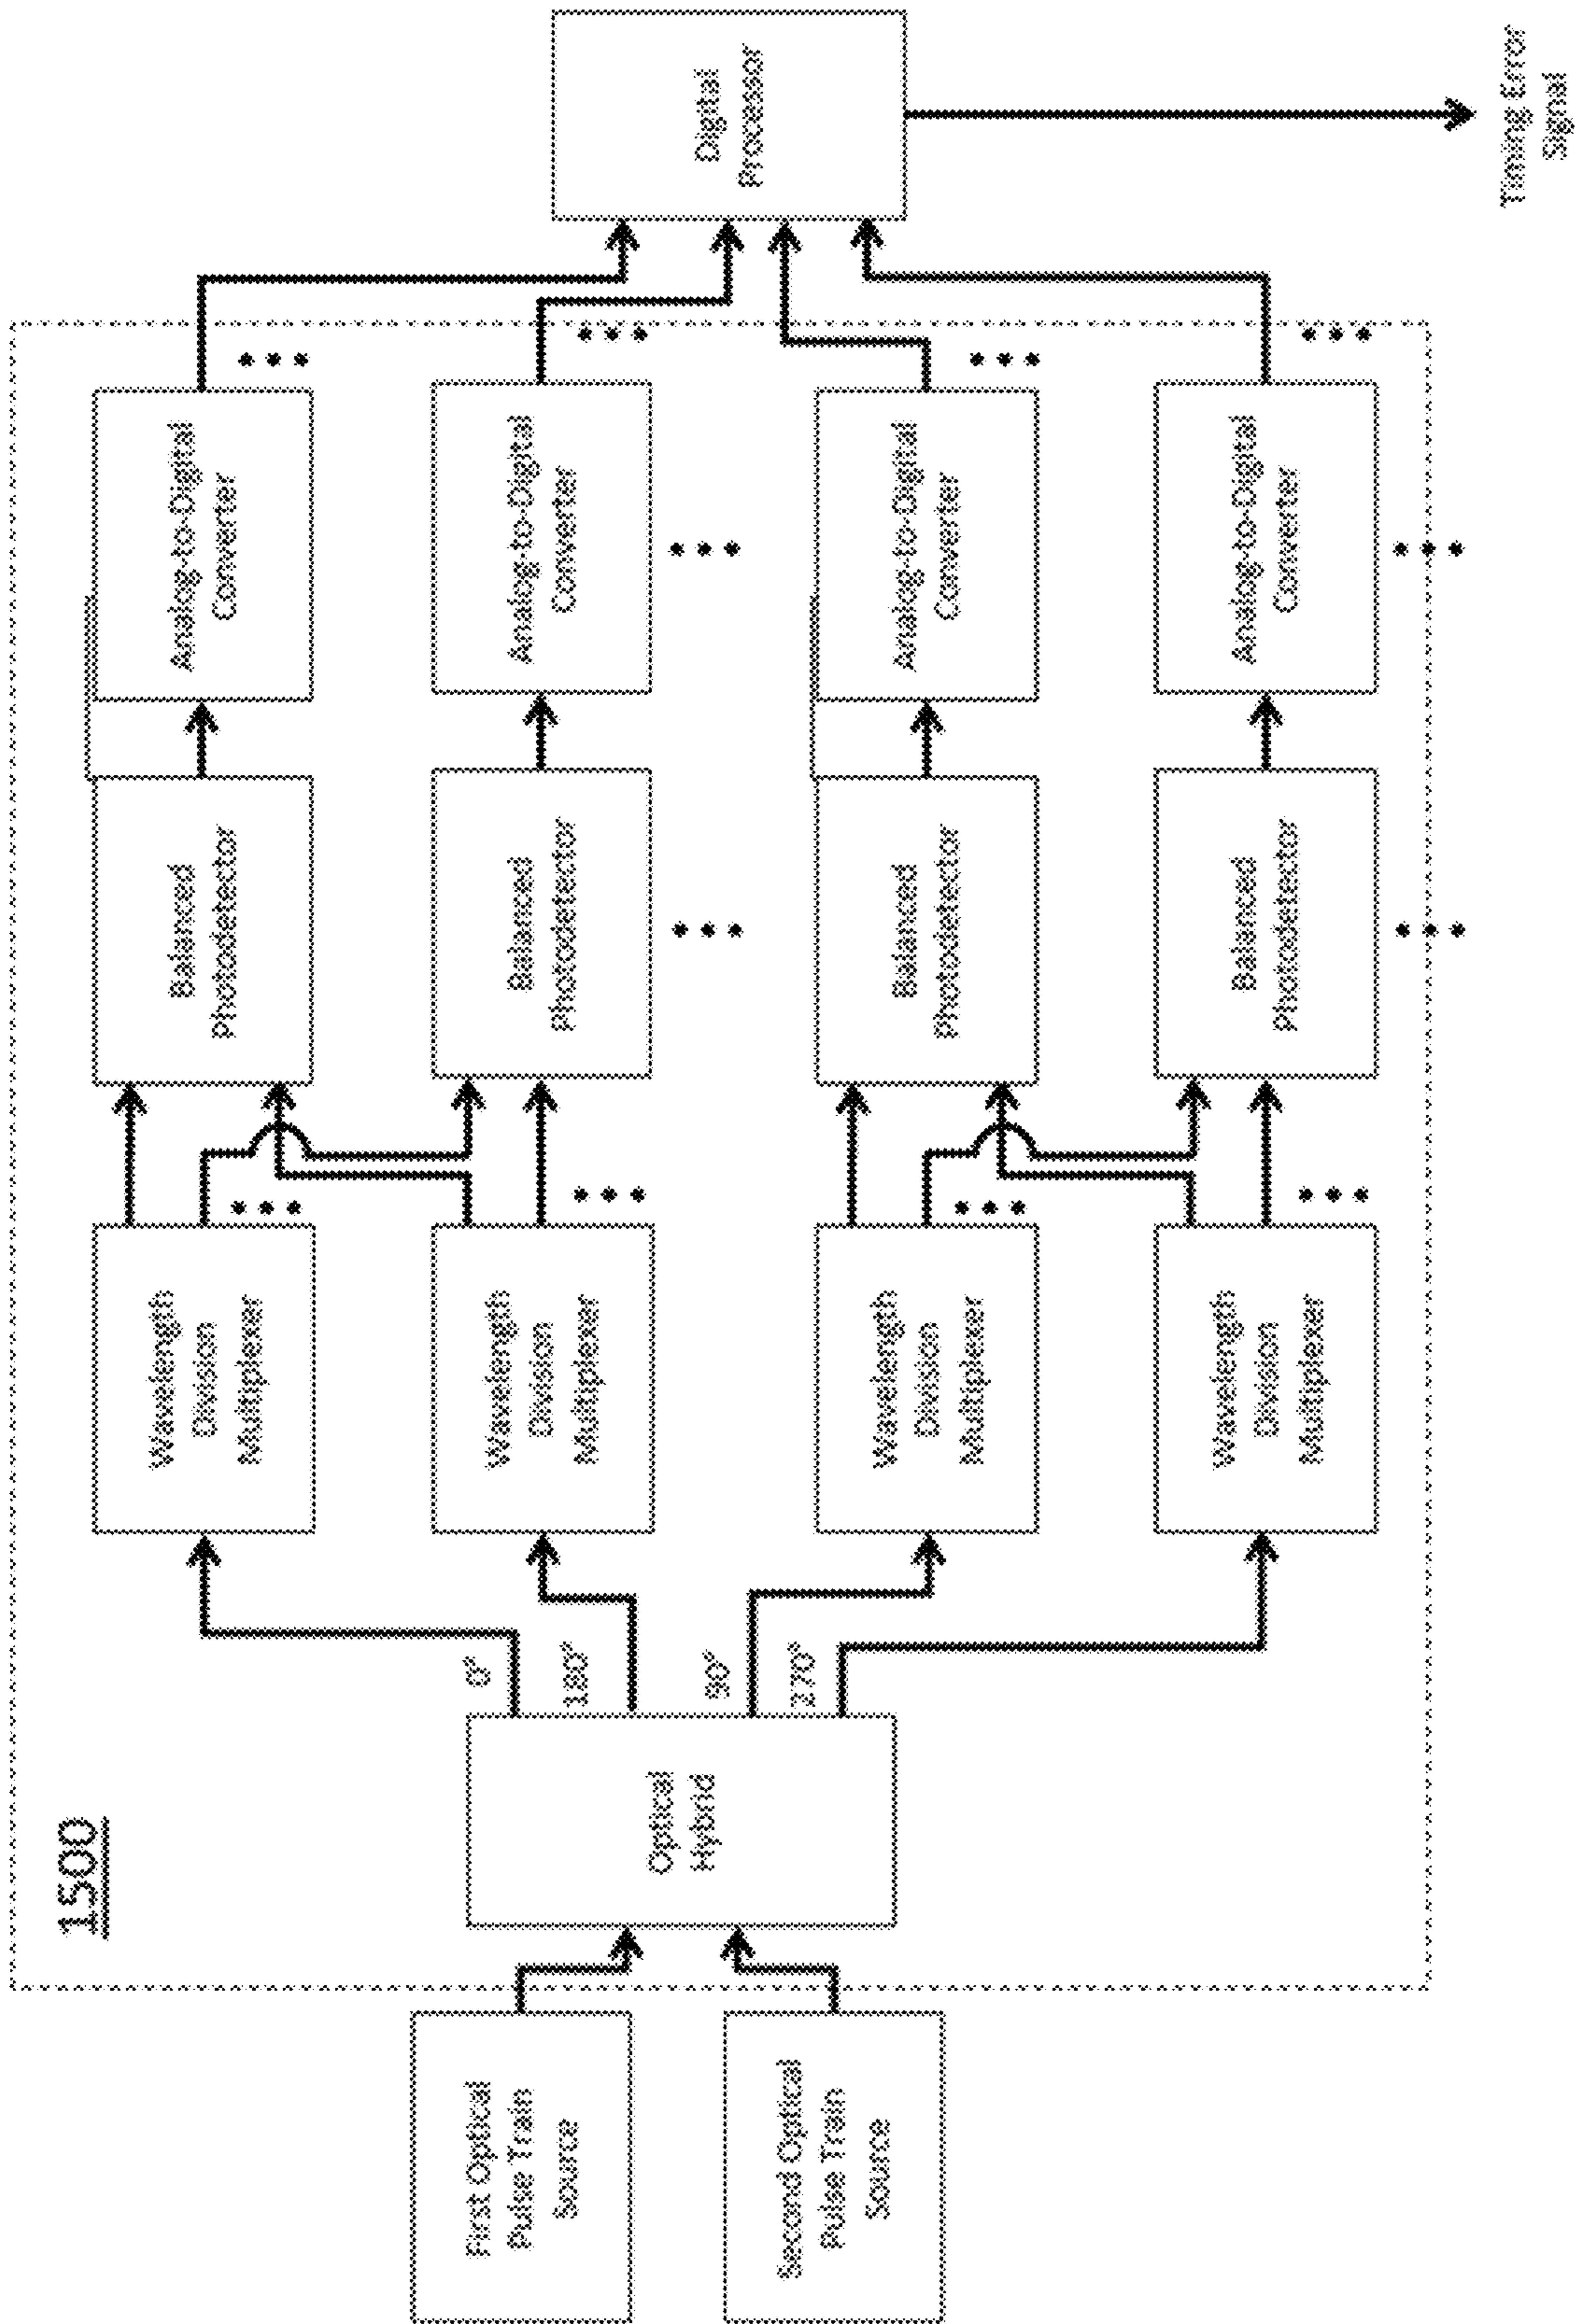 1500
First Optical
Pulse Train
Source
Second Optical
Pulse Train
Source
Optical
Hybrid
0°
180°
90°
270°
Wavelength
Division
Multiplexer
Wavelength
Division
Multiplexer
Wavelength
Division
Multiplexer
Wavelength
Division
Multiplexer
Balanced
Photodetector
Balanced
Photodetector
Balanced
Photodetector
Balanced
Photodetector
Analog-to-Digital
Converter
Analog-to-Digital
Converter
Analog-to-Digital
Converter
Analog-to-Digital
Converter
Digital
Processor
Timing Error
Signal